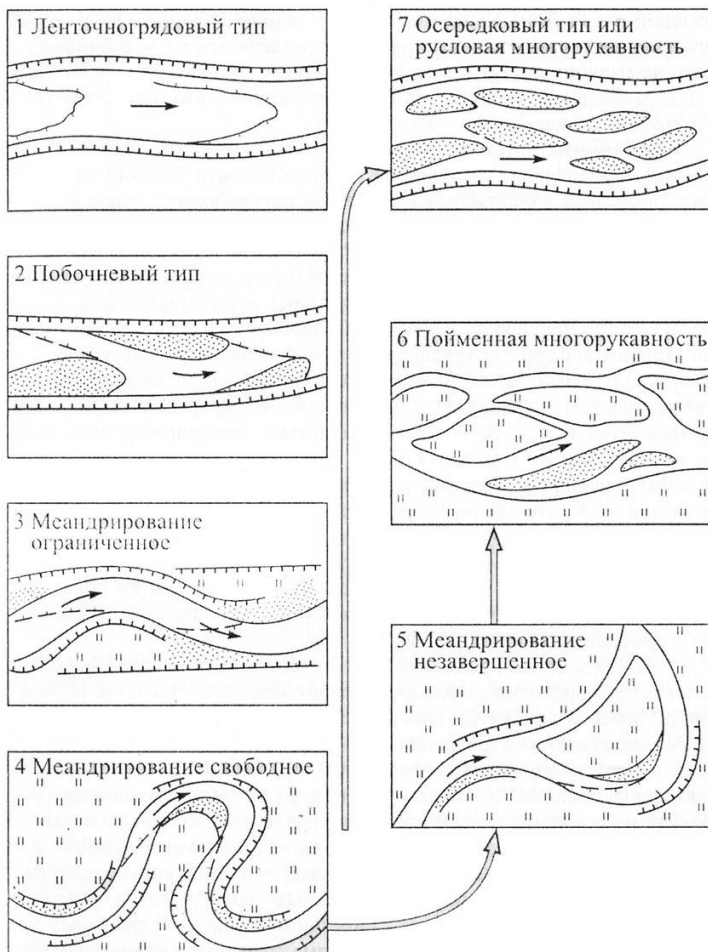 1 Ленточногрядовый тип
2 Побочневый тип
3 Меандрирование
ограниченное
4 Меандрирование свободное
5 Меандрирование
незавершенное
6 Пойменная многорукавность
7 Осередковый тип или
русловая многорукавность